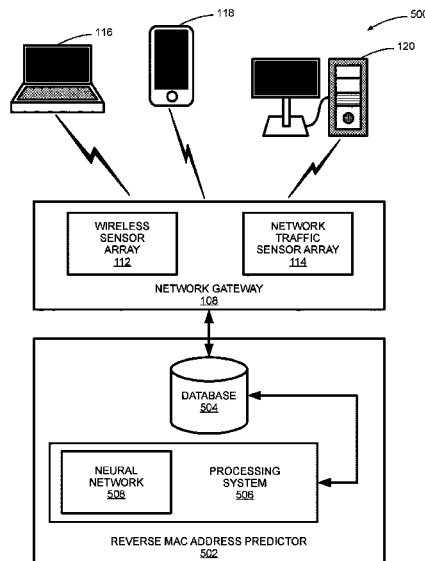 116
118
500
120
WIRELESS
SENSOR
ARRAY
112
NETWORK
TRAFFIC
SENSOR ARRAY
114
NETWORK GATEWAY
108
DATABASE
504
NEURAL
NETWORK
508
PROCESSING
SYSTEM
506
REVERSE MAC ADDRESS PREDICTOR
502